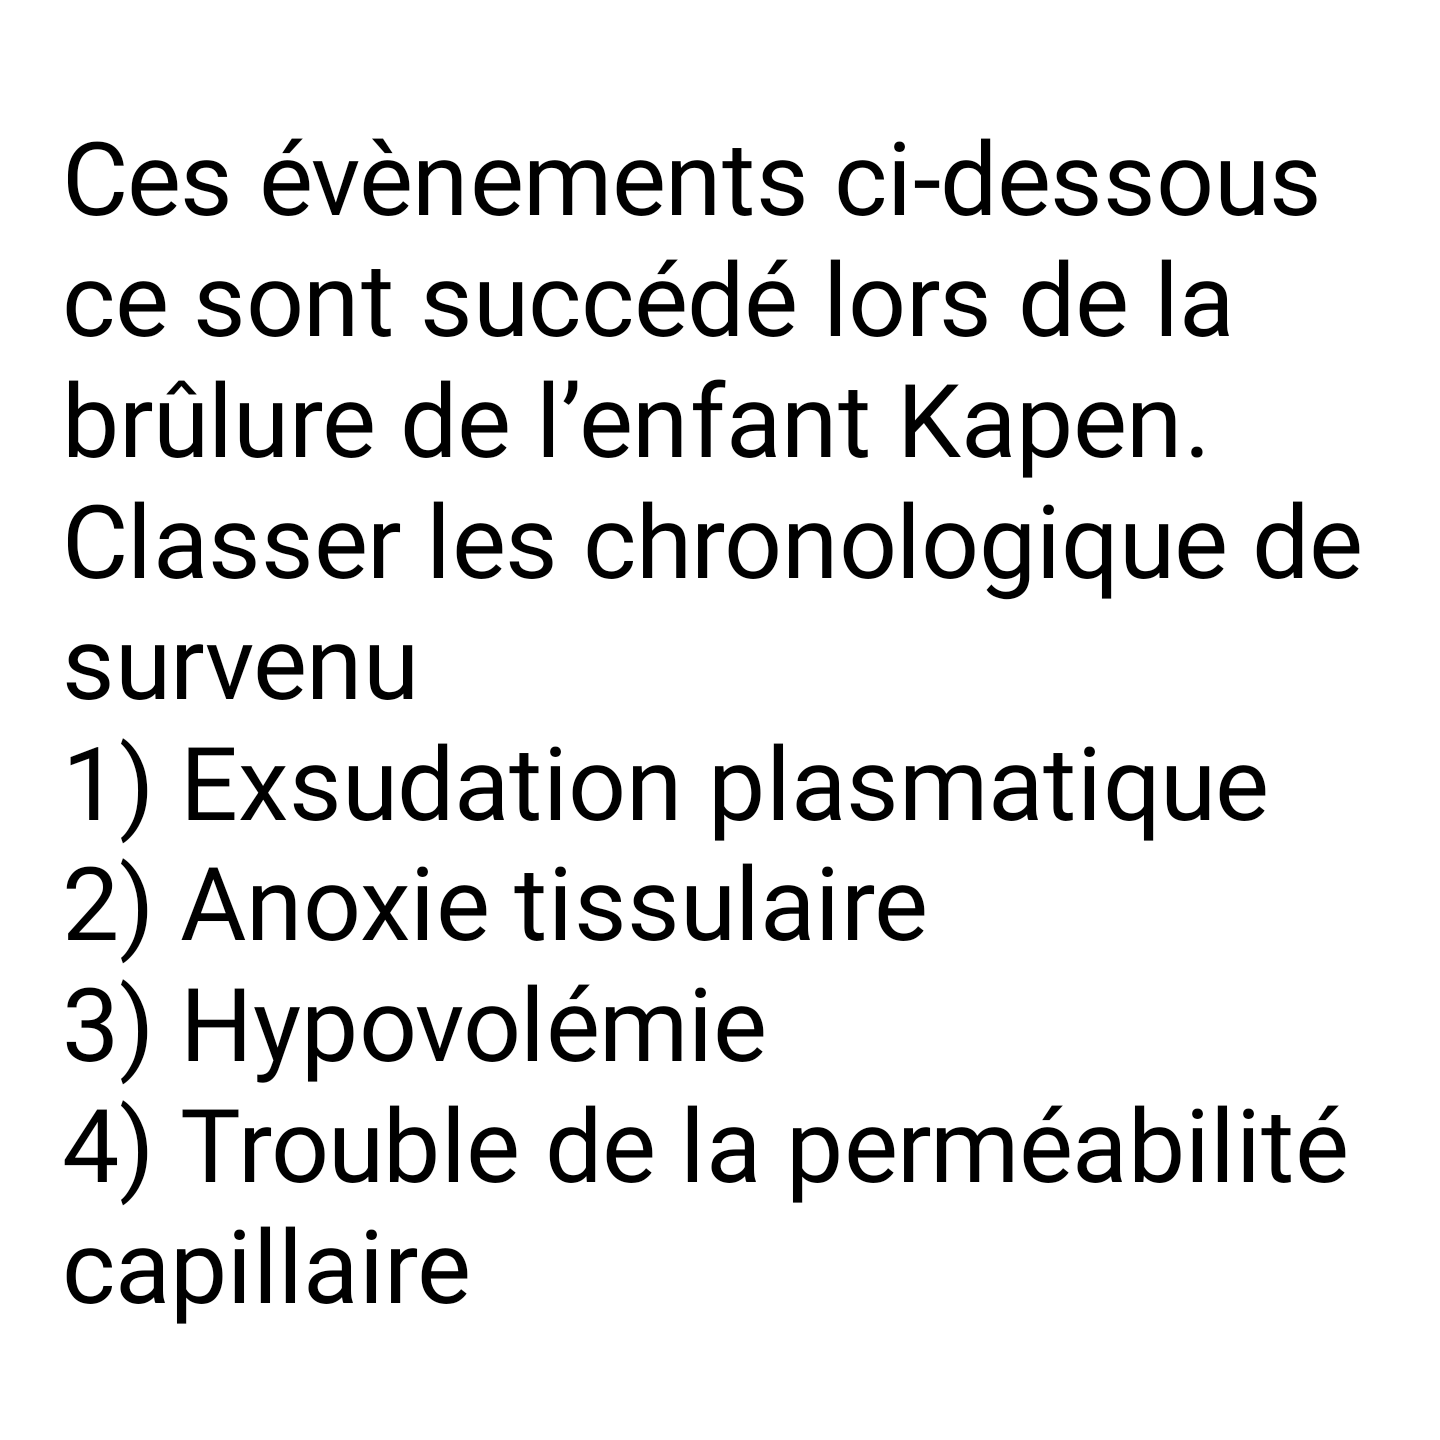 Ces évènements ci-dessous
ce sont succédé lors de la
brûlure de l’enfant Kapen.
Classer les chronologique de
survenu
1) Exsudation plasmatique
2) Anoxie tissulaire
3) Hypovolémie
4) Trouble de la perméabilité
capillaire